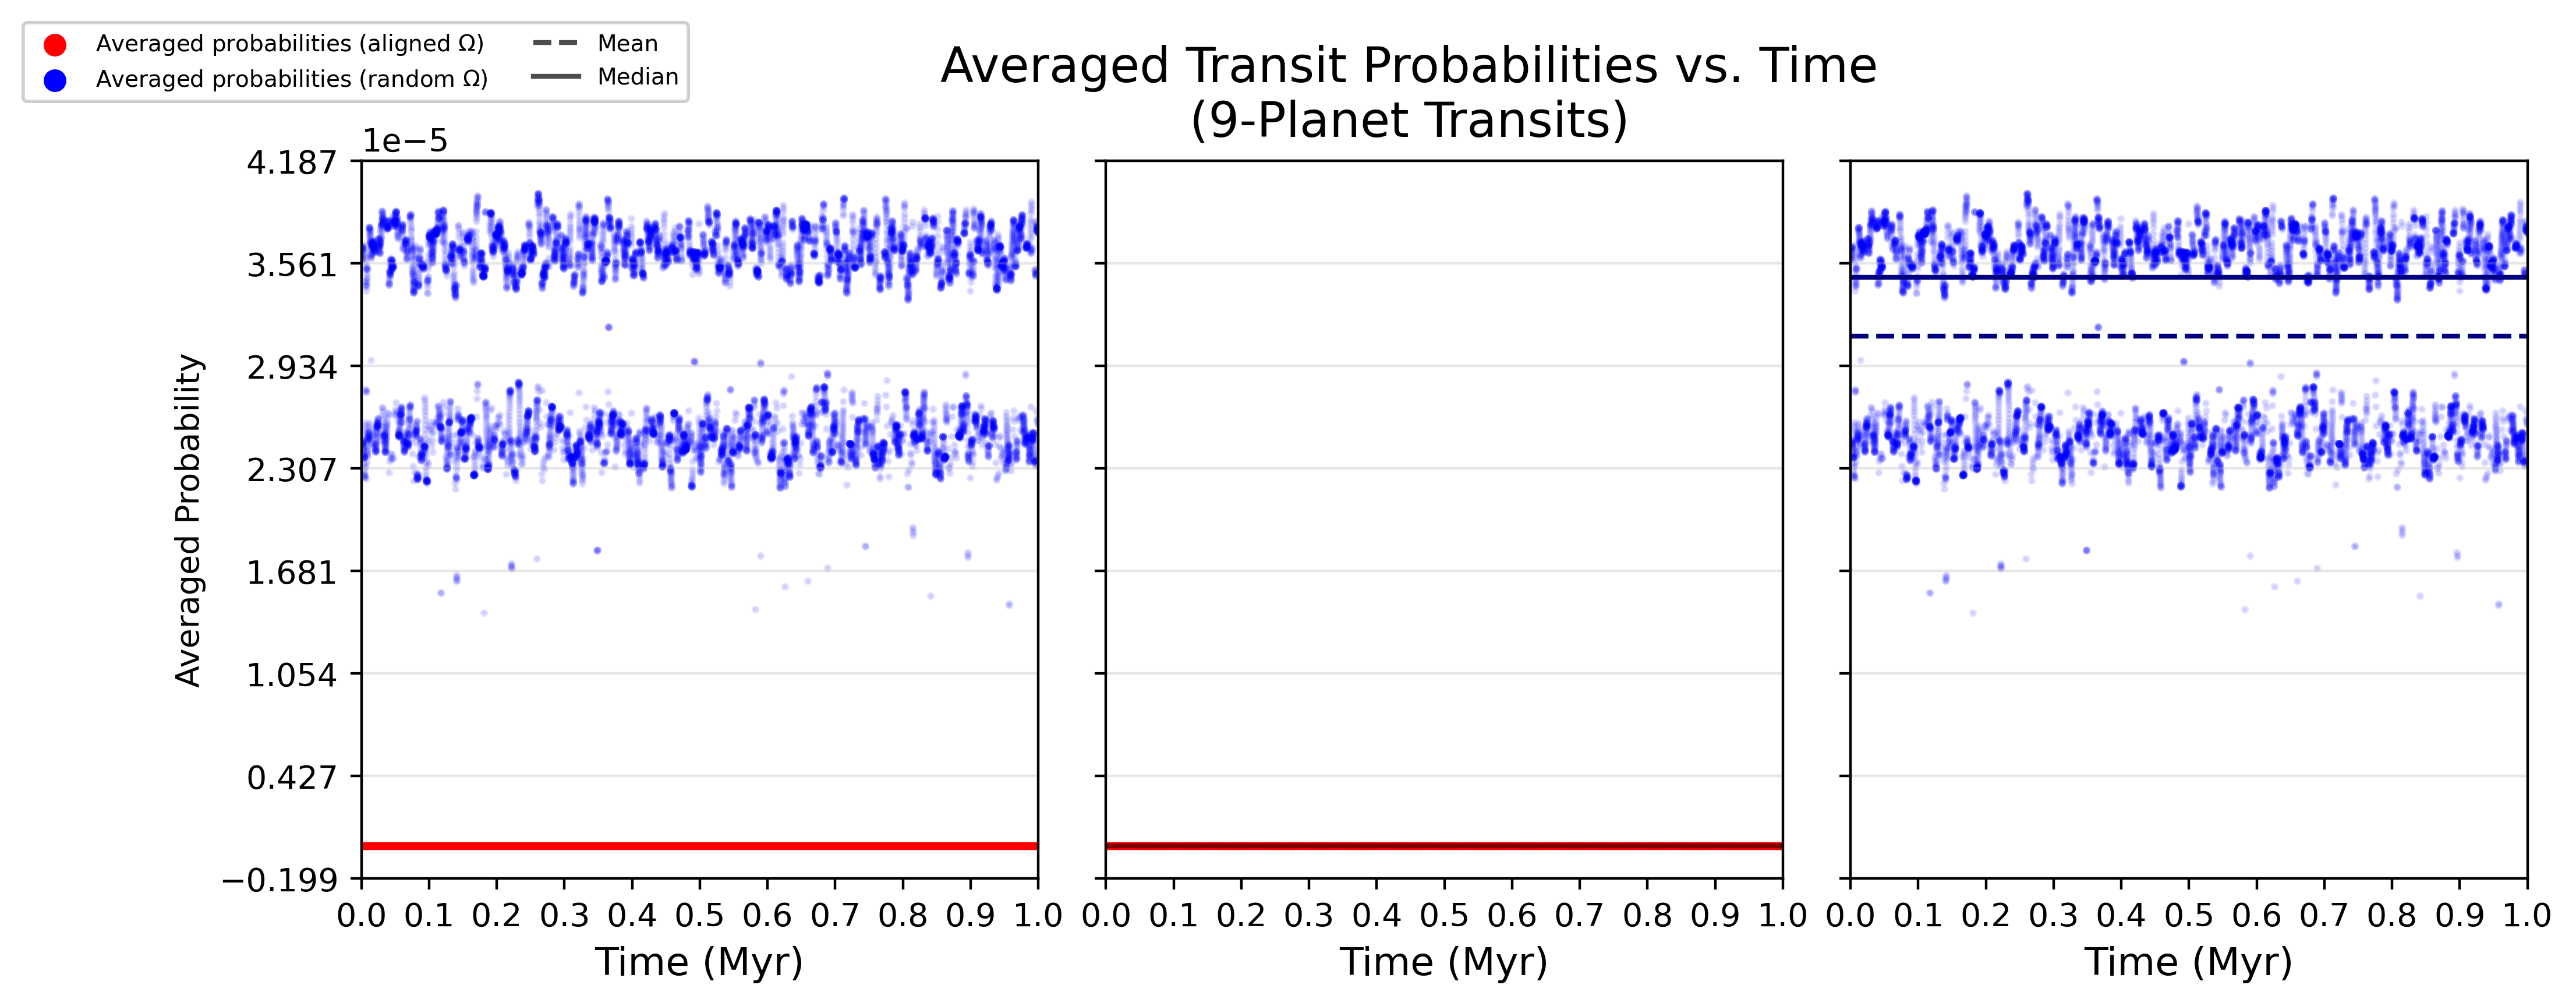 Averaged probabilities (aligned Ω)
Averaged probabilities (random Ω)
Mean
Median
Averaged Transit Probabilities vs. Time
(9-Planet Transits)
1e−5
4.187
3.561
2.934
2.307
1.681
1.054
0.427
−0.199
Averaged Probability
0.0 0.1 0.2 0.3 0.4 0.5 0.6 0.7 0.8 0.9 1.0
Time (Myr)
0.0 0.1 0.2 0.3 0.4 0.5 0.6 0.7 0.8 0.9 1.0
Time (Myr)
0.0 0.1 0.2 0.3 0.4 0.5 0.6 0.7 0.8 0.9 1.0
Time (Myr)